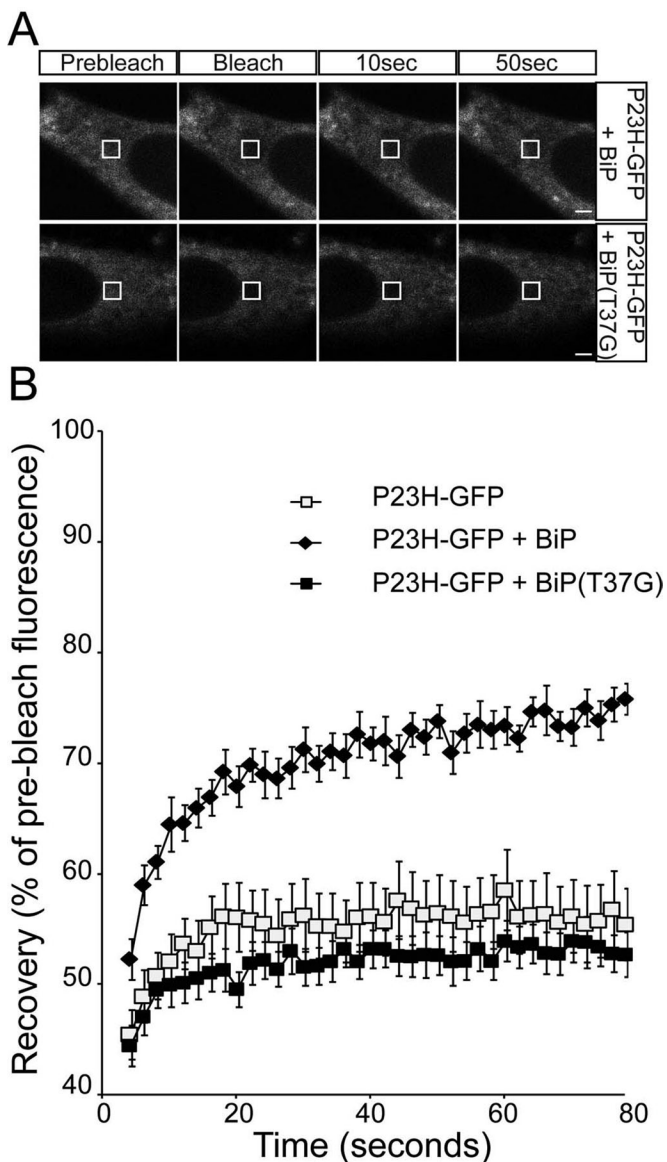 A
Prebleach Bleach 10sec 50sec
P23H-GFP
+ BiP
P23H-GFP
+ BiP(T37G)
B
Recovery (% of pre-bleach fluorescence)
100
90
80
70
60
50
40
P23H-GFP
P23H-GFP + BiP
P23H-GFP + BiP(T37G)
0 20 40 60 80
Time (seconds)